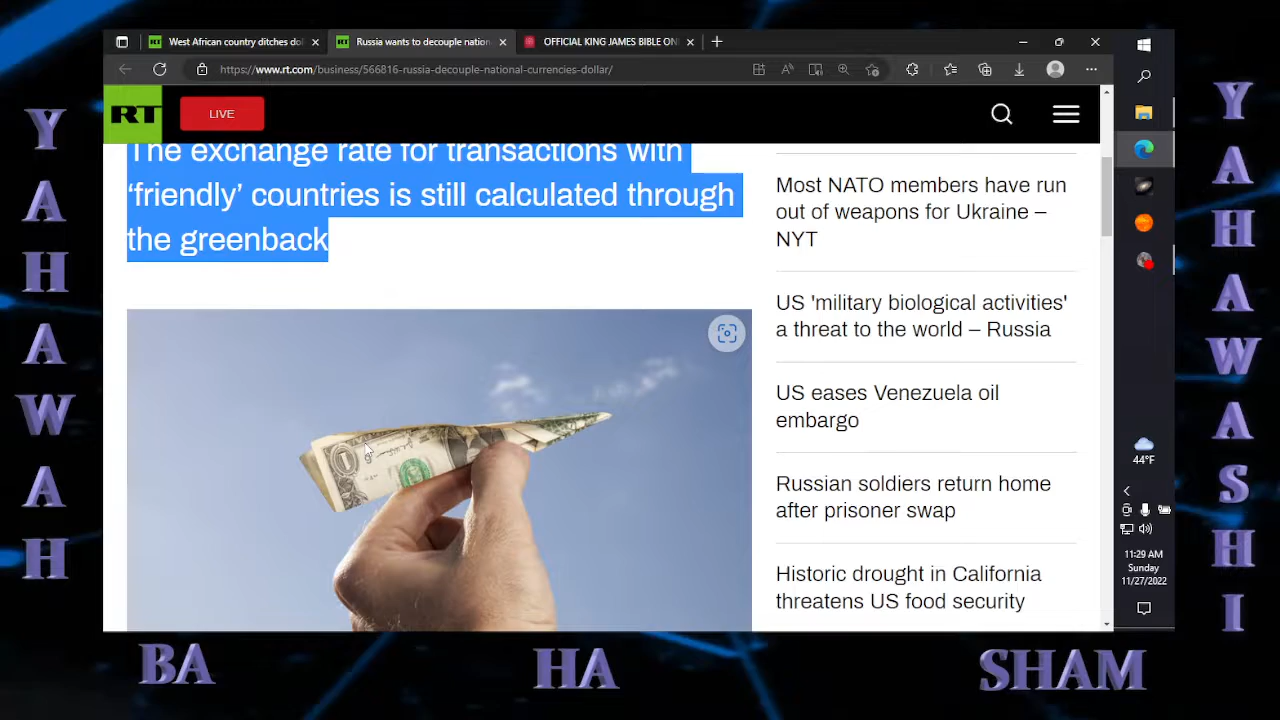 West African country ditches dol
Russia wants to decouple nation
OFFICIAL KING JAMES BIBLE ON
https://www.rt.com/business/566816-russia-decouple-national-currencies-dollar/
RT
LIVE
The exchange rate for transactions with
‘friendly’ countries is still calculated through
the greenback
Most NATO members have run
out of weapons for Ukraine –
NYT
US 'military biological activities'
a threat to the world – Russia
US eases Venezuela oil
embargo
Russian soldiers return home
after prisoner swap
Historic drought in California
threatens US food security
44°F
11:29 AM
Sunday
11/27/2022
YAHAWAH
BA
HA
SHAM
YAHAWASHI